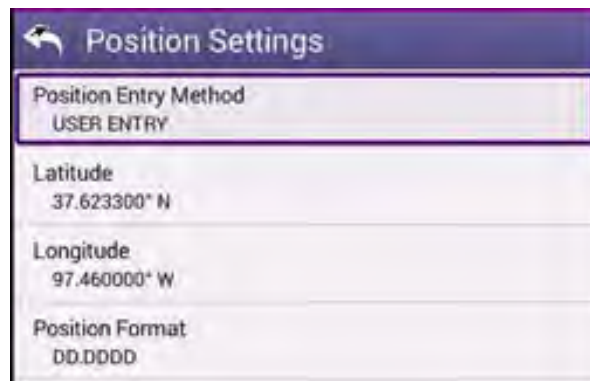 Position Settings
Position Entry Method
USER ENTRY
Latitude
37.623300° N
Longitude
97.460000° W
Position Format
DD.DDDD